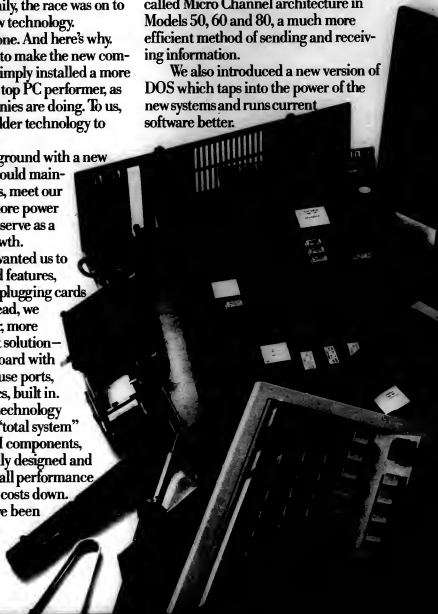 ily, the race was on to
w technology.
one. And here's why.
to make the new com-
imply installed a more
top PC performer, as
nies are doing. To us,
lder technology to
ground with a new
ould main-
s, meet our
ore power
serve as a
wth.
wanted us to
d features,
plugging cards
ead, we
r, more
t solution—
oard with
use ports,
s, built in.
technology
"total system"
d components,
ly designed and
all performance
costs down.
ve been
called Micro Channel architecture in
Models 50, 60 and 80, a much more
efficient method of sending and receiv-
ing information.
We also introduced a new version of
DOS which taps into the power of the
new systems and runs current
software better.